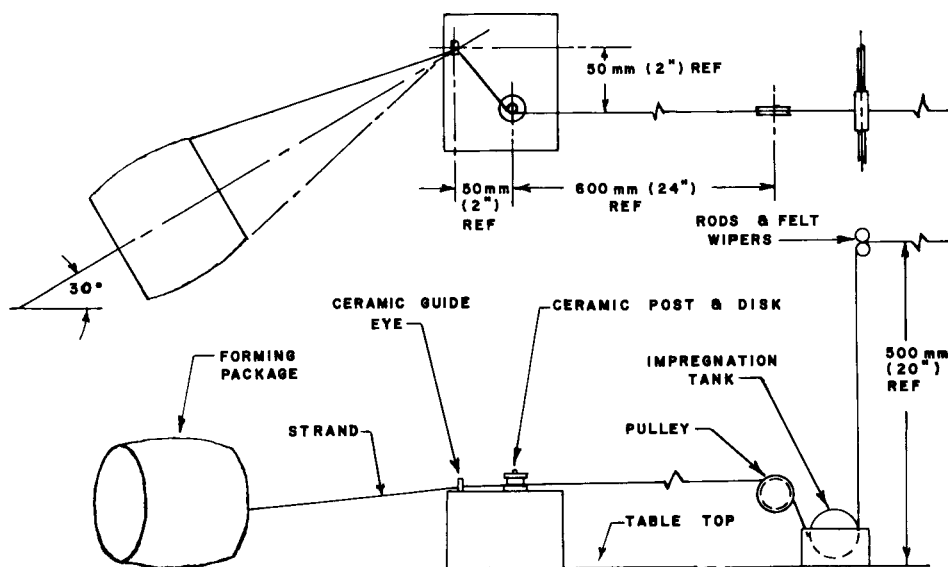 50 mm (2") REF
50mm
(2")
REF
600 mm (24")
REF
RODS & FELT
WIPERS
30°
CERAMIC GUIDE
EYE
CERAMIC POST & DISK
FORMING
PACKAGE
IMPREGNATION
TANK
500 mm
(20")
REF
STRAND
PULLEY
TABLE TOP